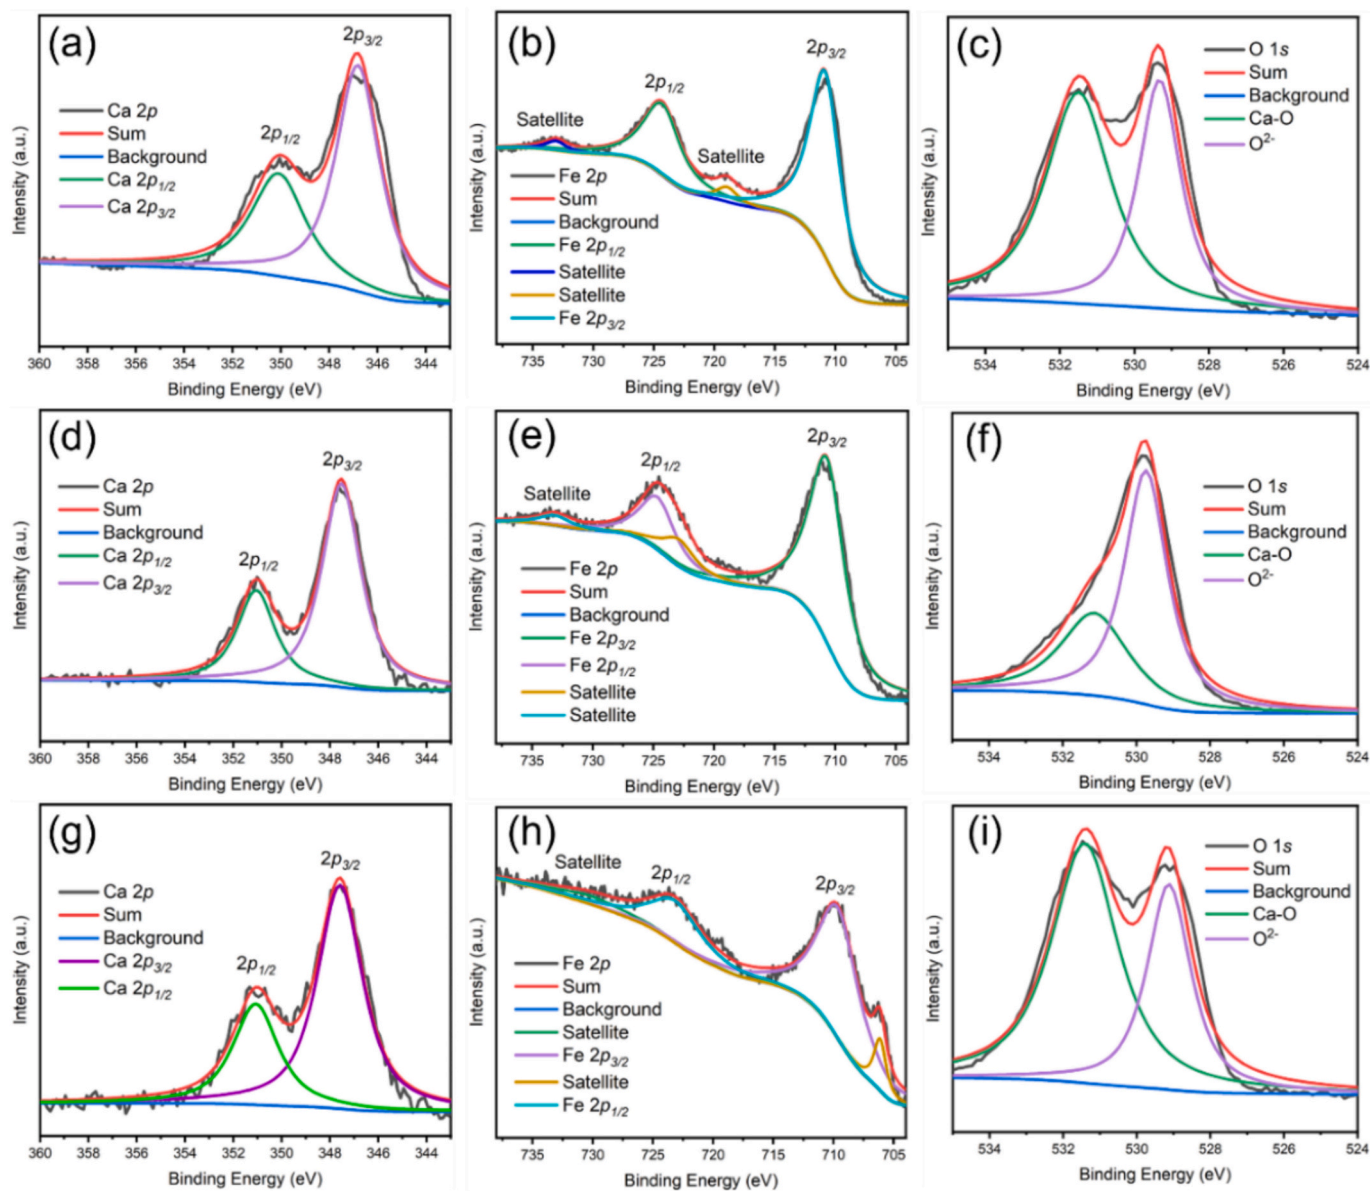 (a)
2p3/2
2p1/2
Ca 2p
Sum
Background
Ca 2p1/2
Ca 2p3/2
Intensity (a.u.)
360 358 356 354 352 350 348 346 344
Binding Energy (eV)
(b)
2p3/2
2p1/2
Satellite
Satellite
Fe 2p
Sum
Background
Fe 2p1/2
Satellite
Satellite
Fe 2p3/2
Intensity (a.u.)
735 730 725 720 715 710 705
Binding Energy (eV)
(c)
O 1s
Sum
Background
Ca-O
O2-
Intensity (a.u.)
534 532 530 528 526 524
Binding Energy (eV)
(d)
2p3/2
2p1/2
Ca 2p
Sum
Background
Ca 2p1/2
Ca 2p3/2
Intensity (a.u.)
360 358 356 354 352 350 348 346 344
Binding Energy (eV)
(e)
2p3/2
2p1/2
Satellite
Fe 2p
Sum
Background
Fe 2p3/2
Fe 2p1/2
Satellite
Satellite
Intensity (a.u.)
735 730 725 720 715 710 705
Binding Energy (eV)
(f)
O 1s
Sum
Background
Ca-O
O2-
Intensity (a.u.)
534 532 530 528 526 524
Binding Energy (eV)
(g)
2p3/2
2p1/2
Ca 2p
Sum
Background
Ca 2p3/2
Ca 2p1/2
Intensity (a.u.)
360 358 356 354 352 350 348 346 344
Binding Energy (eV)
(h)
Satellite
2p1/2
2p3/2
Fe 2p
Sum
Background
Satellite
Fe 2p3/2
Satellite
Fe 2p1/2
Intensity (a.u.)
735 730 725 720 715 710 705
Binding Energy (eV)
(i)
O 1s
Sum
Background
Ca-O
O2-
Intensity (a.u.)
534 532 530 528 526 524
Binding Energy (eV)